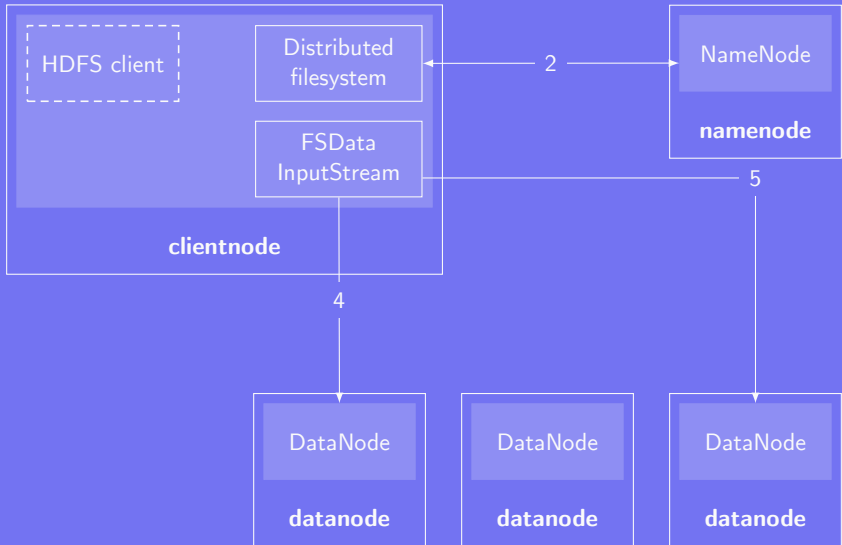 HDFS client
Distributed
filesystem
2
NameNode
namenode
FSData
InputStream
5
clientnode
4
DataNode
DataNode
DataNode
datanode
datanode
datanode